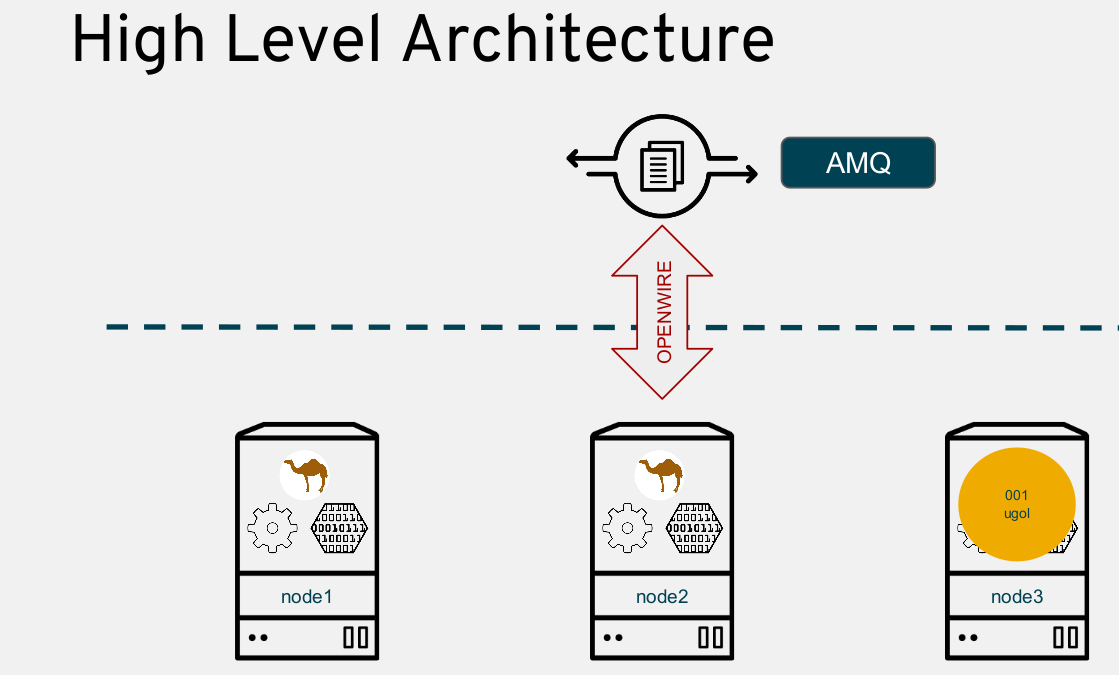 High Level Architecture
AMQ
OPENWIRE
001
ugol
node1
node2
node3